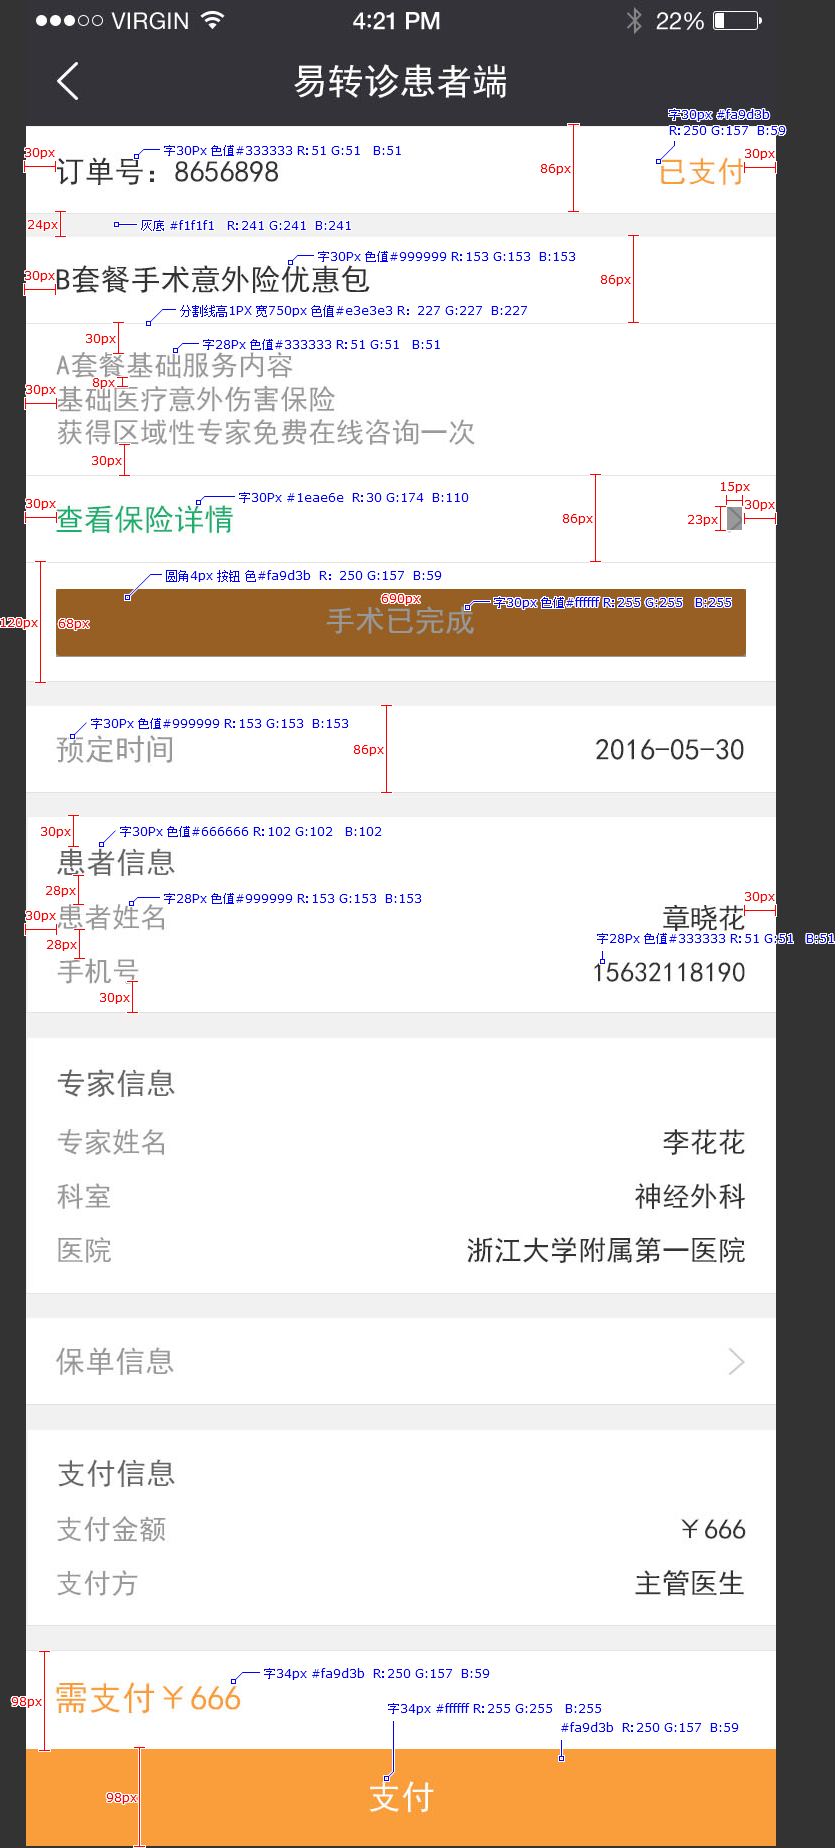 VIRGIN 4:21 PM 22%
易转诊患者端
字30px #fa9d3b
字30Px 色值#333333 R:51 G:51 B:51
R:250 G:157 B:59
30px 订单号：8656898 86px 已支付 30px
24px 灰底 #f1f1f1 R:241 G:241 B:241
字30Px 色值#999999 R:153 G:153 B:153
30px B套餐手术意外险优惠包 86px
分割线高1PX 宽750px 色值#e3e3e3 R: 227 G:227 B:227
30px 字28Px 色值#333333 R:51 G:51 B:51
A套餐基础服务内容
8px
30px 基础医疗意外伤害保险
获得区域性专家免费在线咨询一次
30px
15px
字30Px #1eae6e R:30 G:174 B:110
30px 查看保险详情 86px 23px 30px
圆角4px 按钮 色#fa9d3b R: 250 G:157 B:59
690px 字30px 色值#ffffff R:255 G:255 B:255
120px 68px 手术已完成
字30Px 色值#999999 R:153 G:153 B:153
预定时间 86px 2016-05-30
30px 字30Px 色值#666666 R:102 G:102 B:102
患者信息
28px 字28Px 色值#999999 R:153 G:153 B:153 30px
30px 患者姓名 章晓花
28px 字28Px 色值#333333 R:51 G:51 B:51
手机号 15632118190
30px
专家信息
专家姓名 李花花
科室 神经外科
医院 浙江大学附属第一医院
保单信息
支付信息
支付金额 ￥666
支付方 主管医生
字34px #fa9d3b R:250 G:157 B:59
98px 需支付￥666
字34px #ffffff R:255 G:255 B:255
#fa9d3b R:250 G:157 B:59
98px 支付